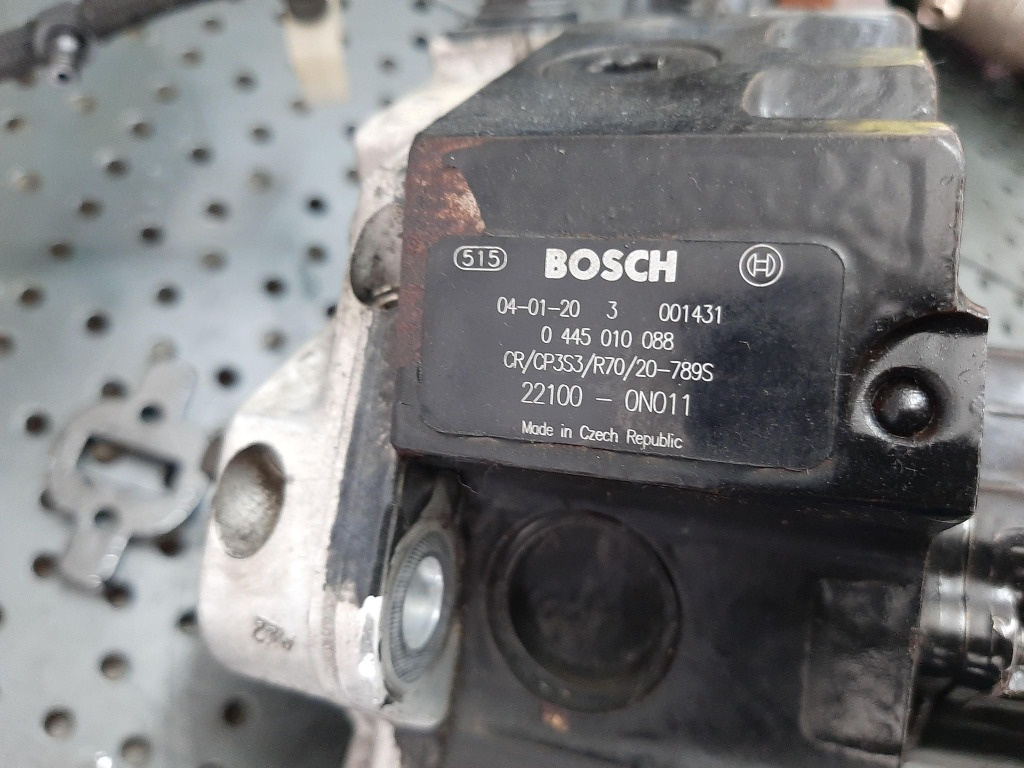 515 BOSCH H
04-01-20 3 001431
0 445 010 088
CR/CP3S3/R70/20-789S
22100 - 0N011
Made in Czech Republic